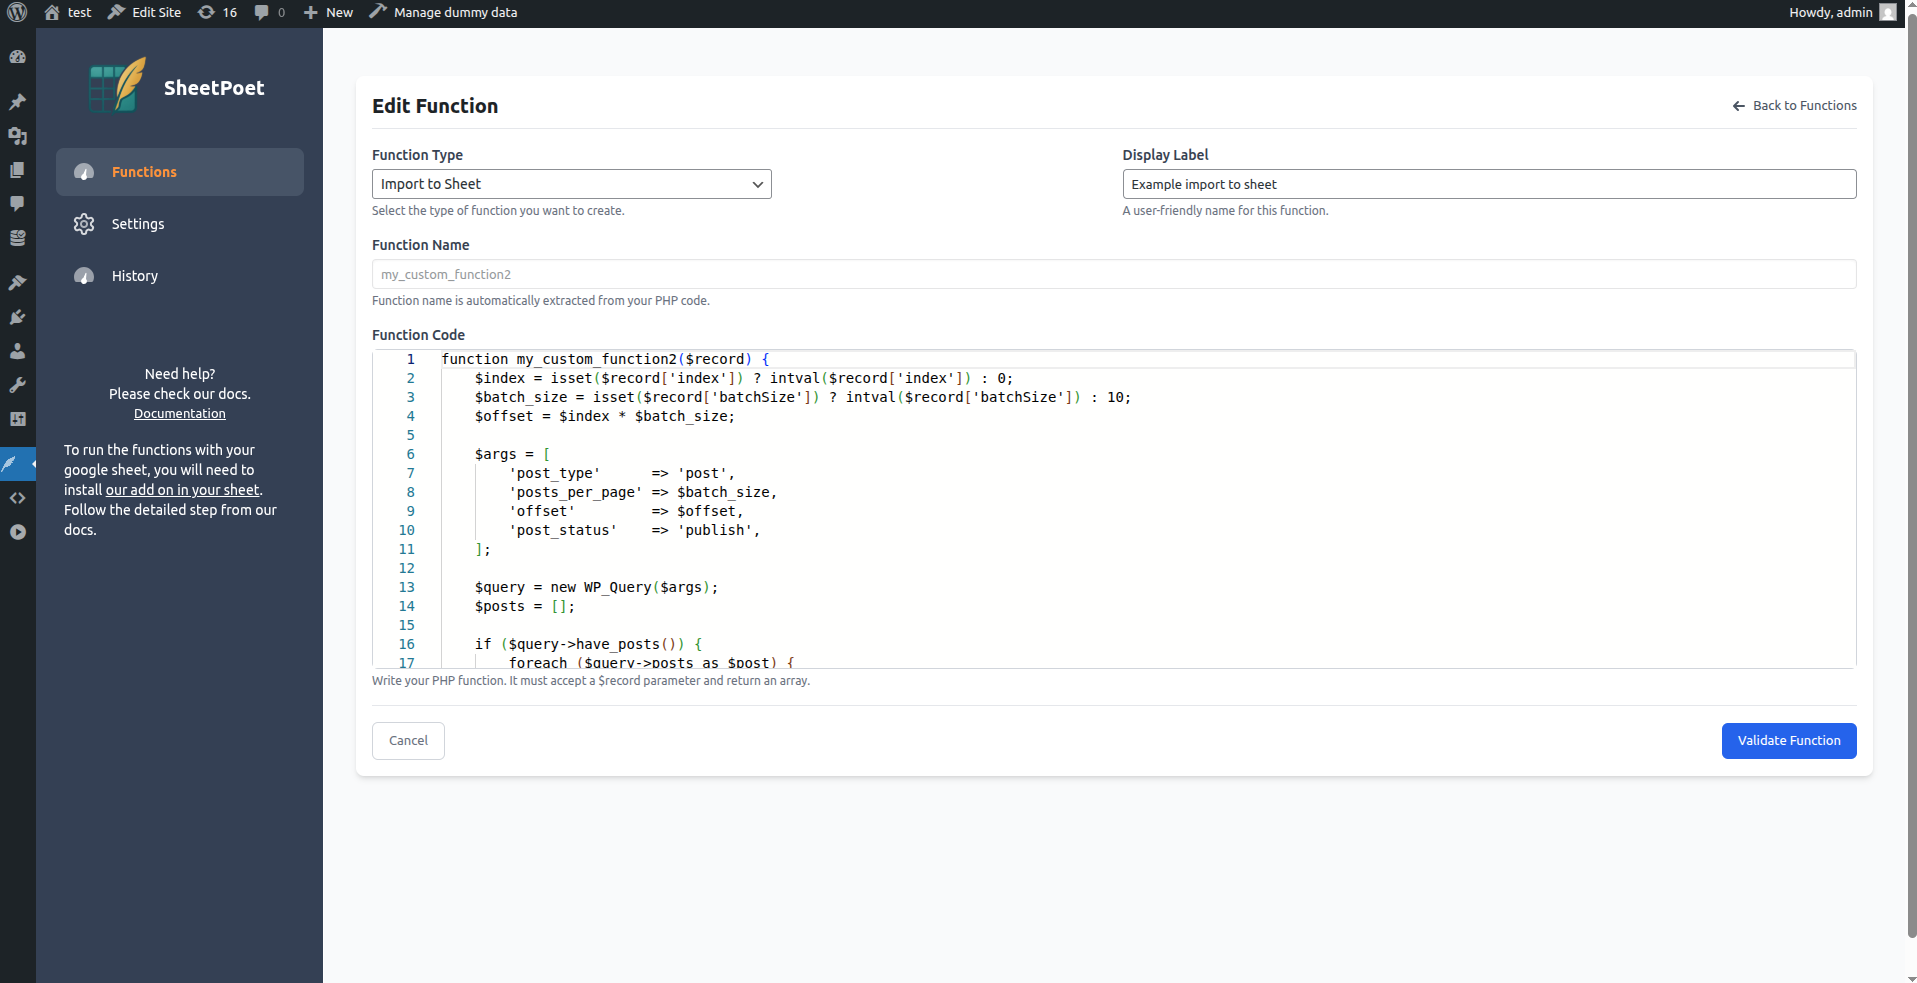 test
Edit Site
16
0
New
Manage dummy data
Howdy, admin
SheetPoet
Functions
Settings
History
Need help?
Please check our docs.
Documentation
To run the functions with your
google sheet, you will need to
install our add on in your sheet.
Follow the detailed step from our
docs.
Edit Function
Back to Functions
Function Type
Import to Sheet
Select the type of function you want to create.
Display Label
Example import to sheet
A user-friendly name for this function.
Function Name
my_custom_function2
Function name is automatically extracted from your PHP code.
Function Code
1 function my_custom_function2($record) {
2     $index = isset($record['index']) ? intval($record['index']) : 0;
3     $batch_size = isset($record['batchSize']) ? intval($record['batchSize']) : 10;
4     $offset = $index * $batch_size;
5
6     $args = [
7         'post_type'      => 'post',
8         'posts_per_page' => $batch_size,
9         'offset'         => $offset,
10         'post_status'    => 'publish',
11     ];
12
13     $query = new WP_Query($args);
14     $posts = [];
15
16     if ($query->have_posts()) {
17         foreach ($query->posts as $post) {
Write your PHP function. It must accept a $record parameter and return an array.
Cancel
Validate Function